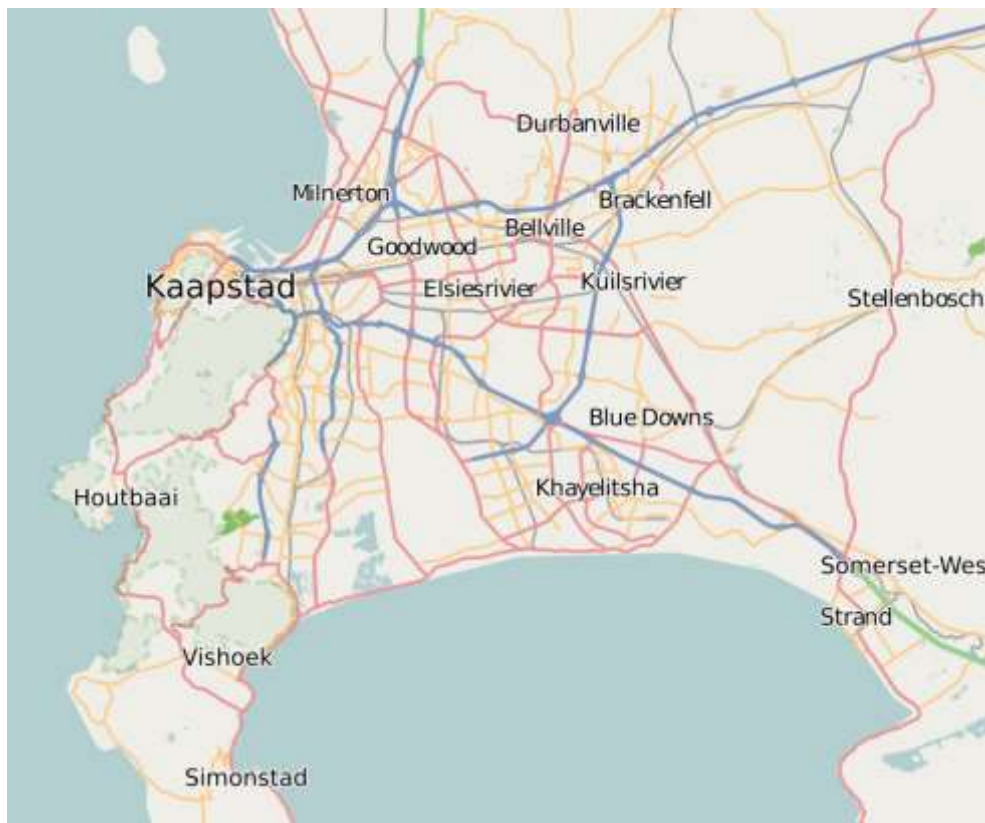 Durbanville
Milnerton
Brackenfell
Bellville
Goodwood
Kaapstad
Elsiesrivier
Kuilsrivier
Stellenbosch
Blue Downs
Houtbaai
Khayelitsha
Somerset-Wes
Strand
Vishoek
Simonstad